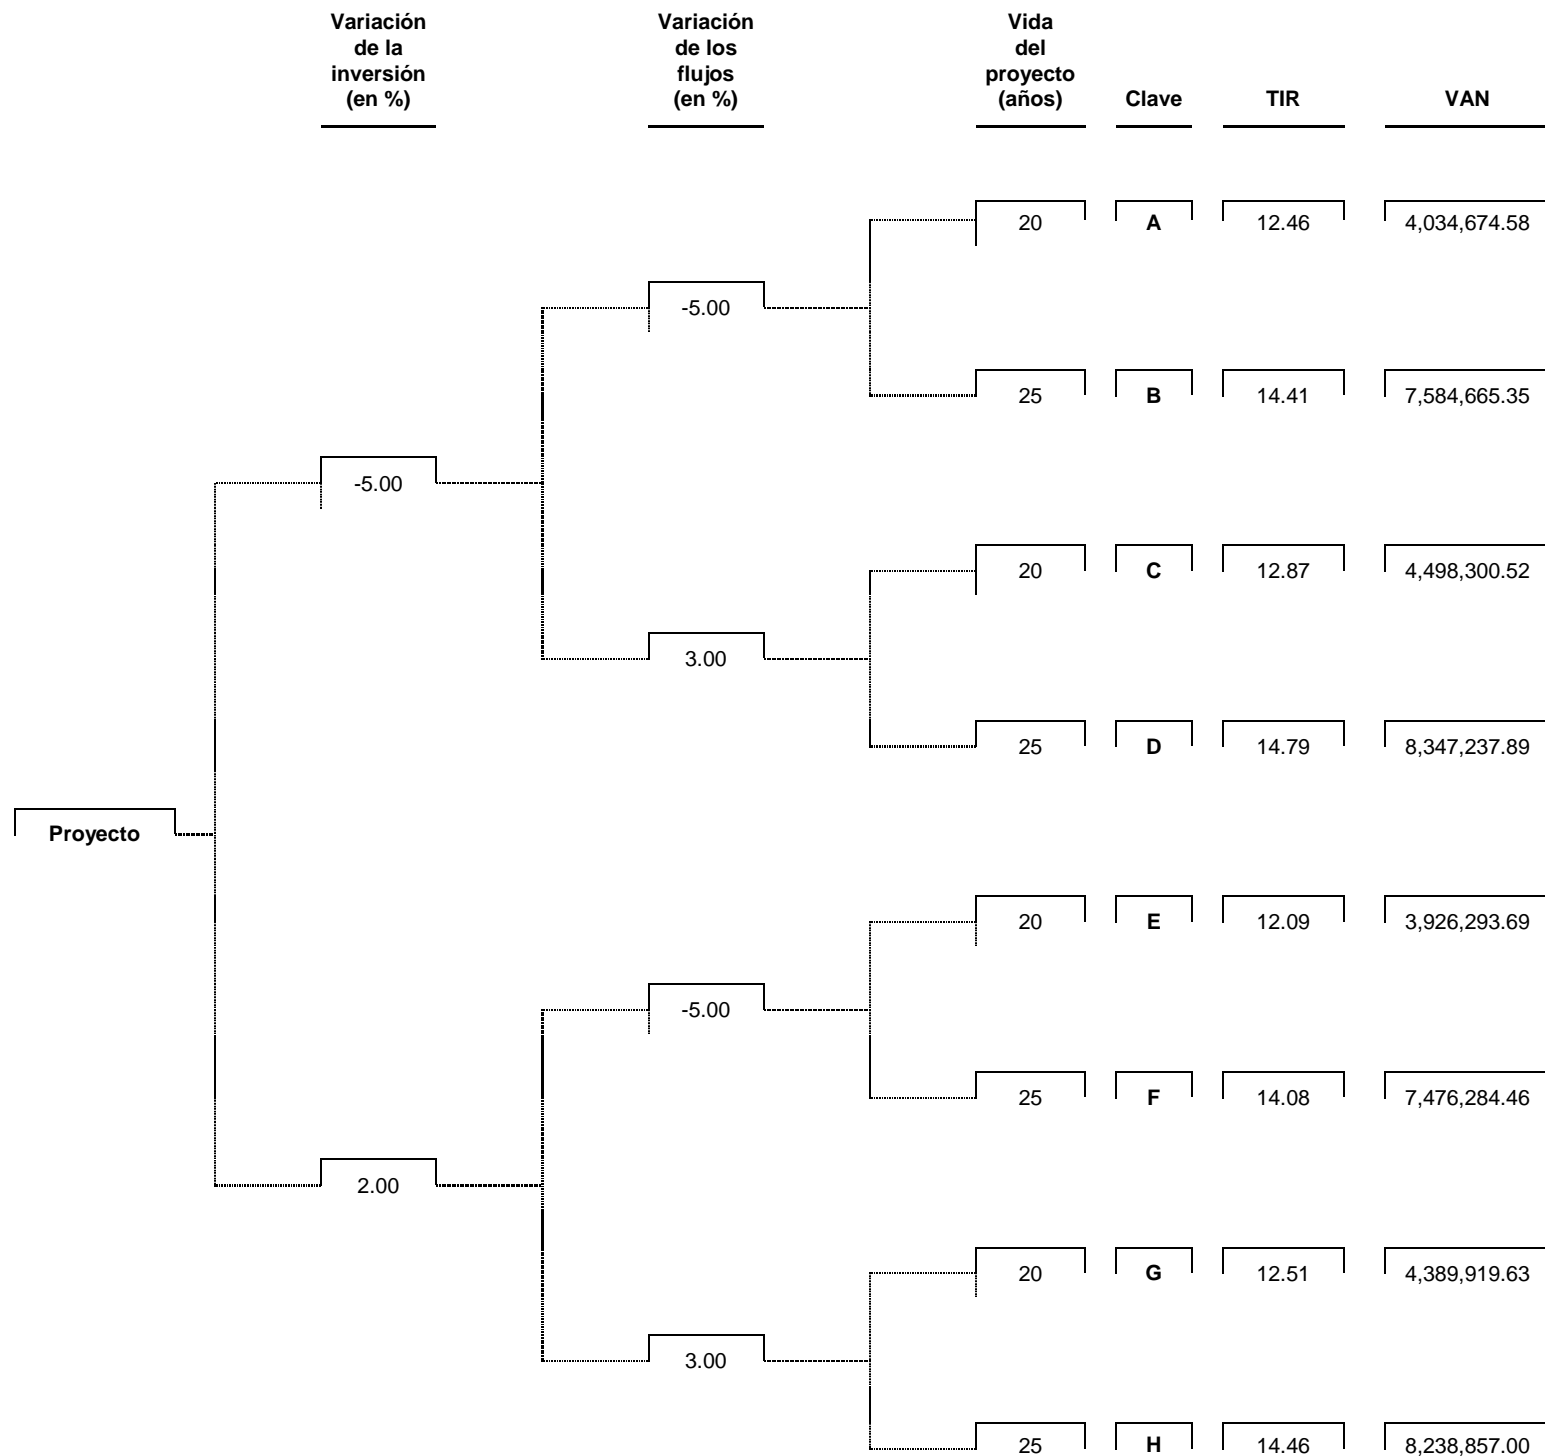 Variación
de la
inversión
(en %)
Variación
de los
flujos
(en %)
Vida
del
proyecto
(años)
Clave
TIR
VAN
20 A 12.46 4,034,674.58
-5.00
25 B 14.41 7,584,665.35
-5.00
20 C 12.87 4,498,300.52
3.00
25 D 14.79 8,347,237.89
Proyecto
20 E 12.09 3,926,293.69
-5.00
25 F 14.08 7,476,284.46
2.00
20 G 12.51 4,389,919.63
3.00
25 H 14.46 8,238,857.00